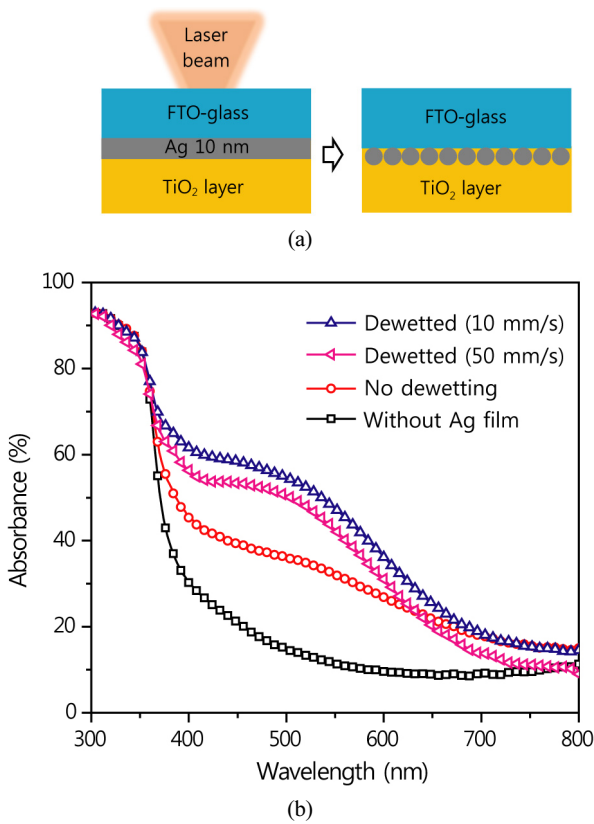 (a)
Laser
beam
FTO-glass
Ag 10 nm
TiO₂ layer
FTO-glass
TiO₂ layer
(a)
100
80
60
40
20
0
Absorbance (%)
Dewetted (10 mm/s)
Dewetted (50 mm/s)
No dewetting
Without Ag film
300
400
500
600
700
800
Wavelength (nm)
(b)